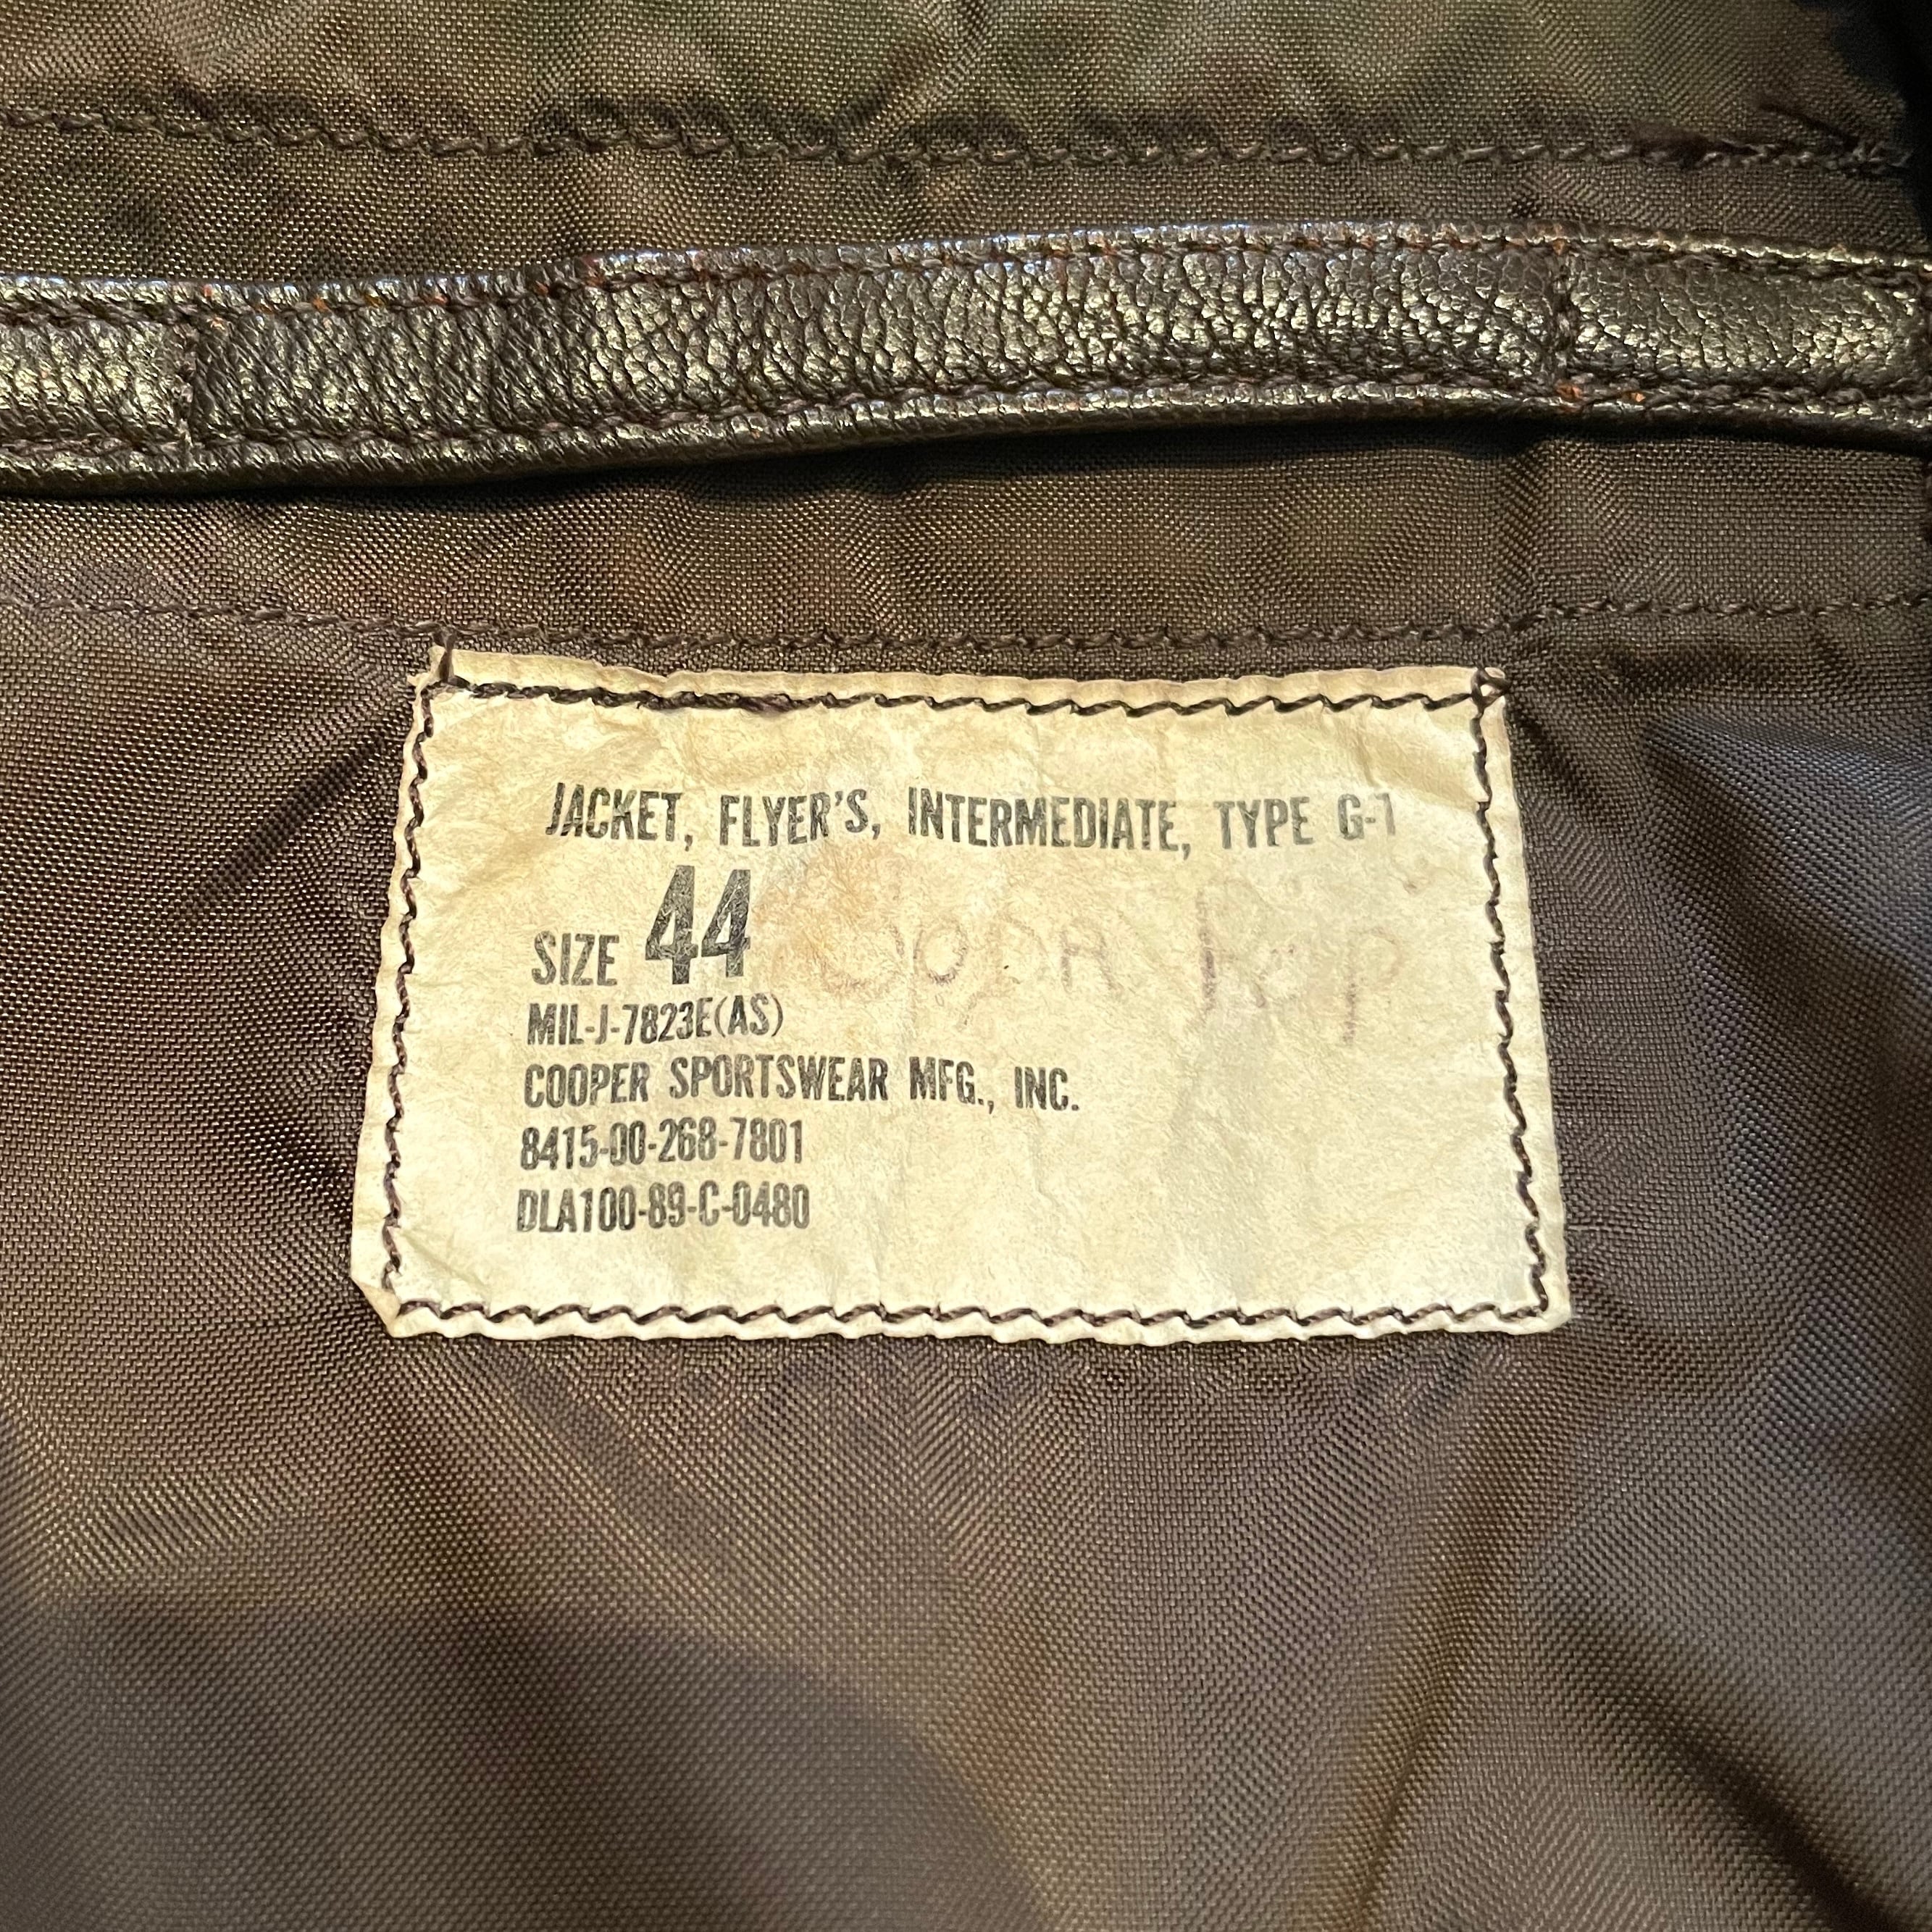 JACKET, FLYER'S, INTERMEDIATE, TYPE G-1
SIZE 44
MIL-J-7823E(AS)
COOPER SPORTSWEAR MFG., INC.
8415-00-268-7801
DLA100-89-C-0480